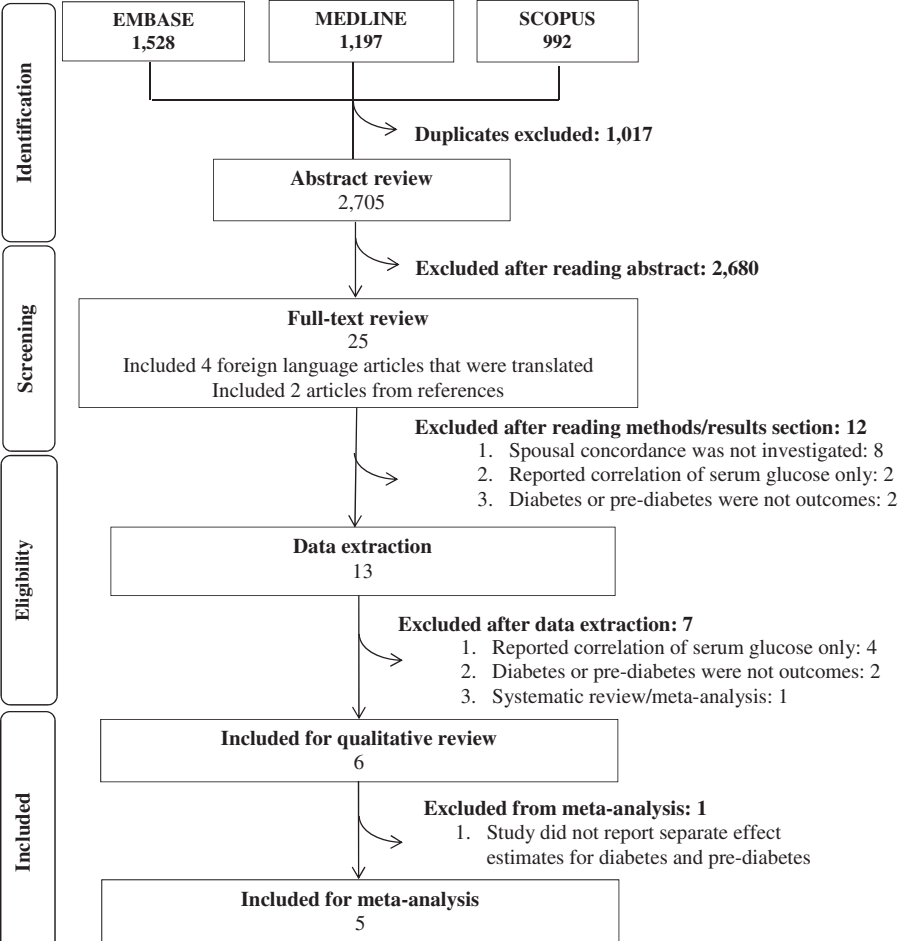 EMBASE
1,528
MEDLINE
1,197
SCOPUS
992
Identification
Duplicates excluded: 1,017
Abstract review
2,705
Excluded after reading abstract: 2,680
Screening
Full-text review
25
Included 4 foreign language articles that were translated
Included 2 articles from references
Excluded after reading methods/results section: 12
1. Spousal concordance was not investigated: 8
2. Reported correlation of serum glucose only: 2
3. Diabetes or pre-diabetes were not outcomes: 2
Eligibility
Data extraction
13
Excluded after data extraction: 7
1. Reported correlation of serum glucose only: 4
2. Diabetes or pre-diabetes were not outcomes: 2
3. Systematic review/meta-analysis: 1
Included
Included for qualitative review
6
Excluded from meta-analysis: 1
1. Study did not report separate effect
estimates for diabetes and pre-diabetes
Included for meta-analysis
5